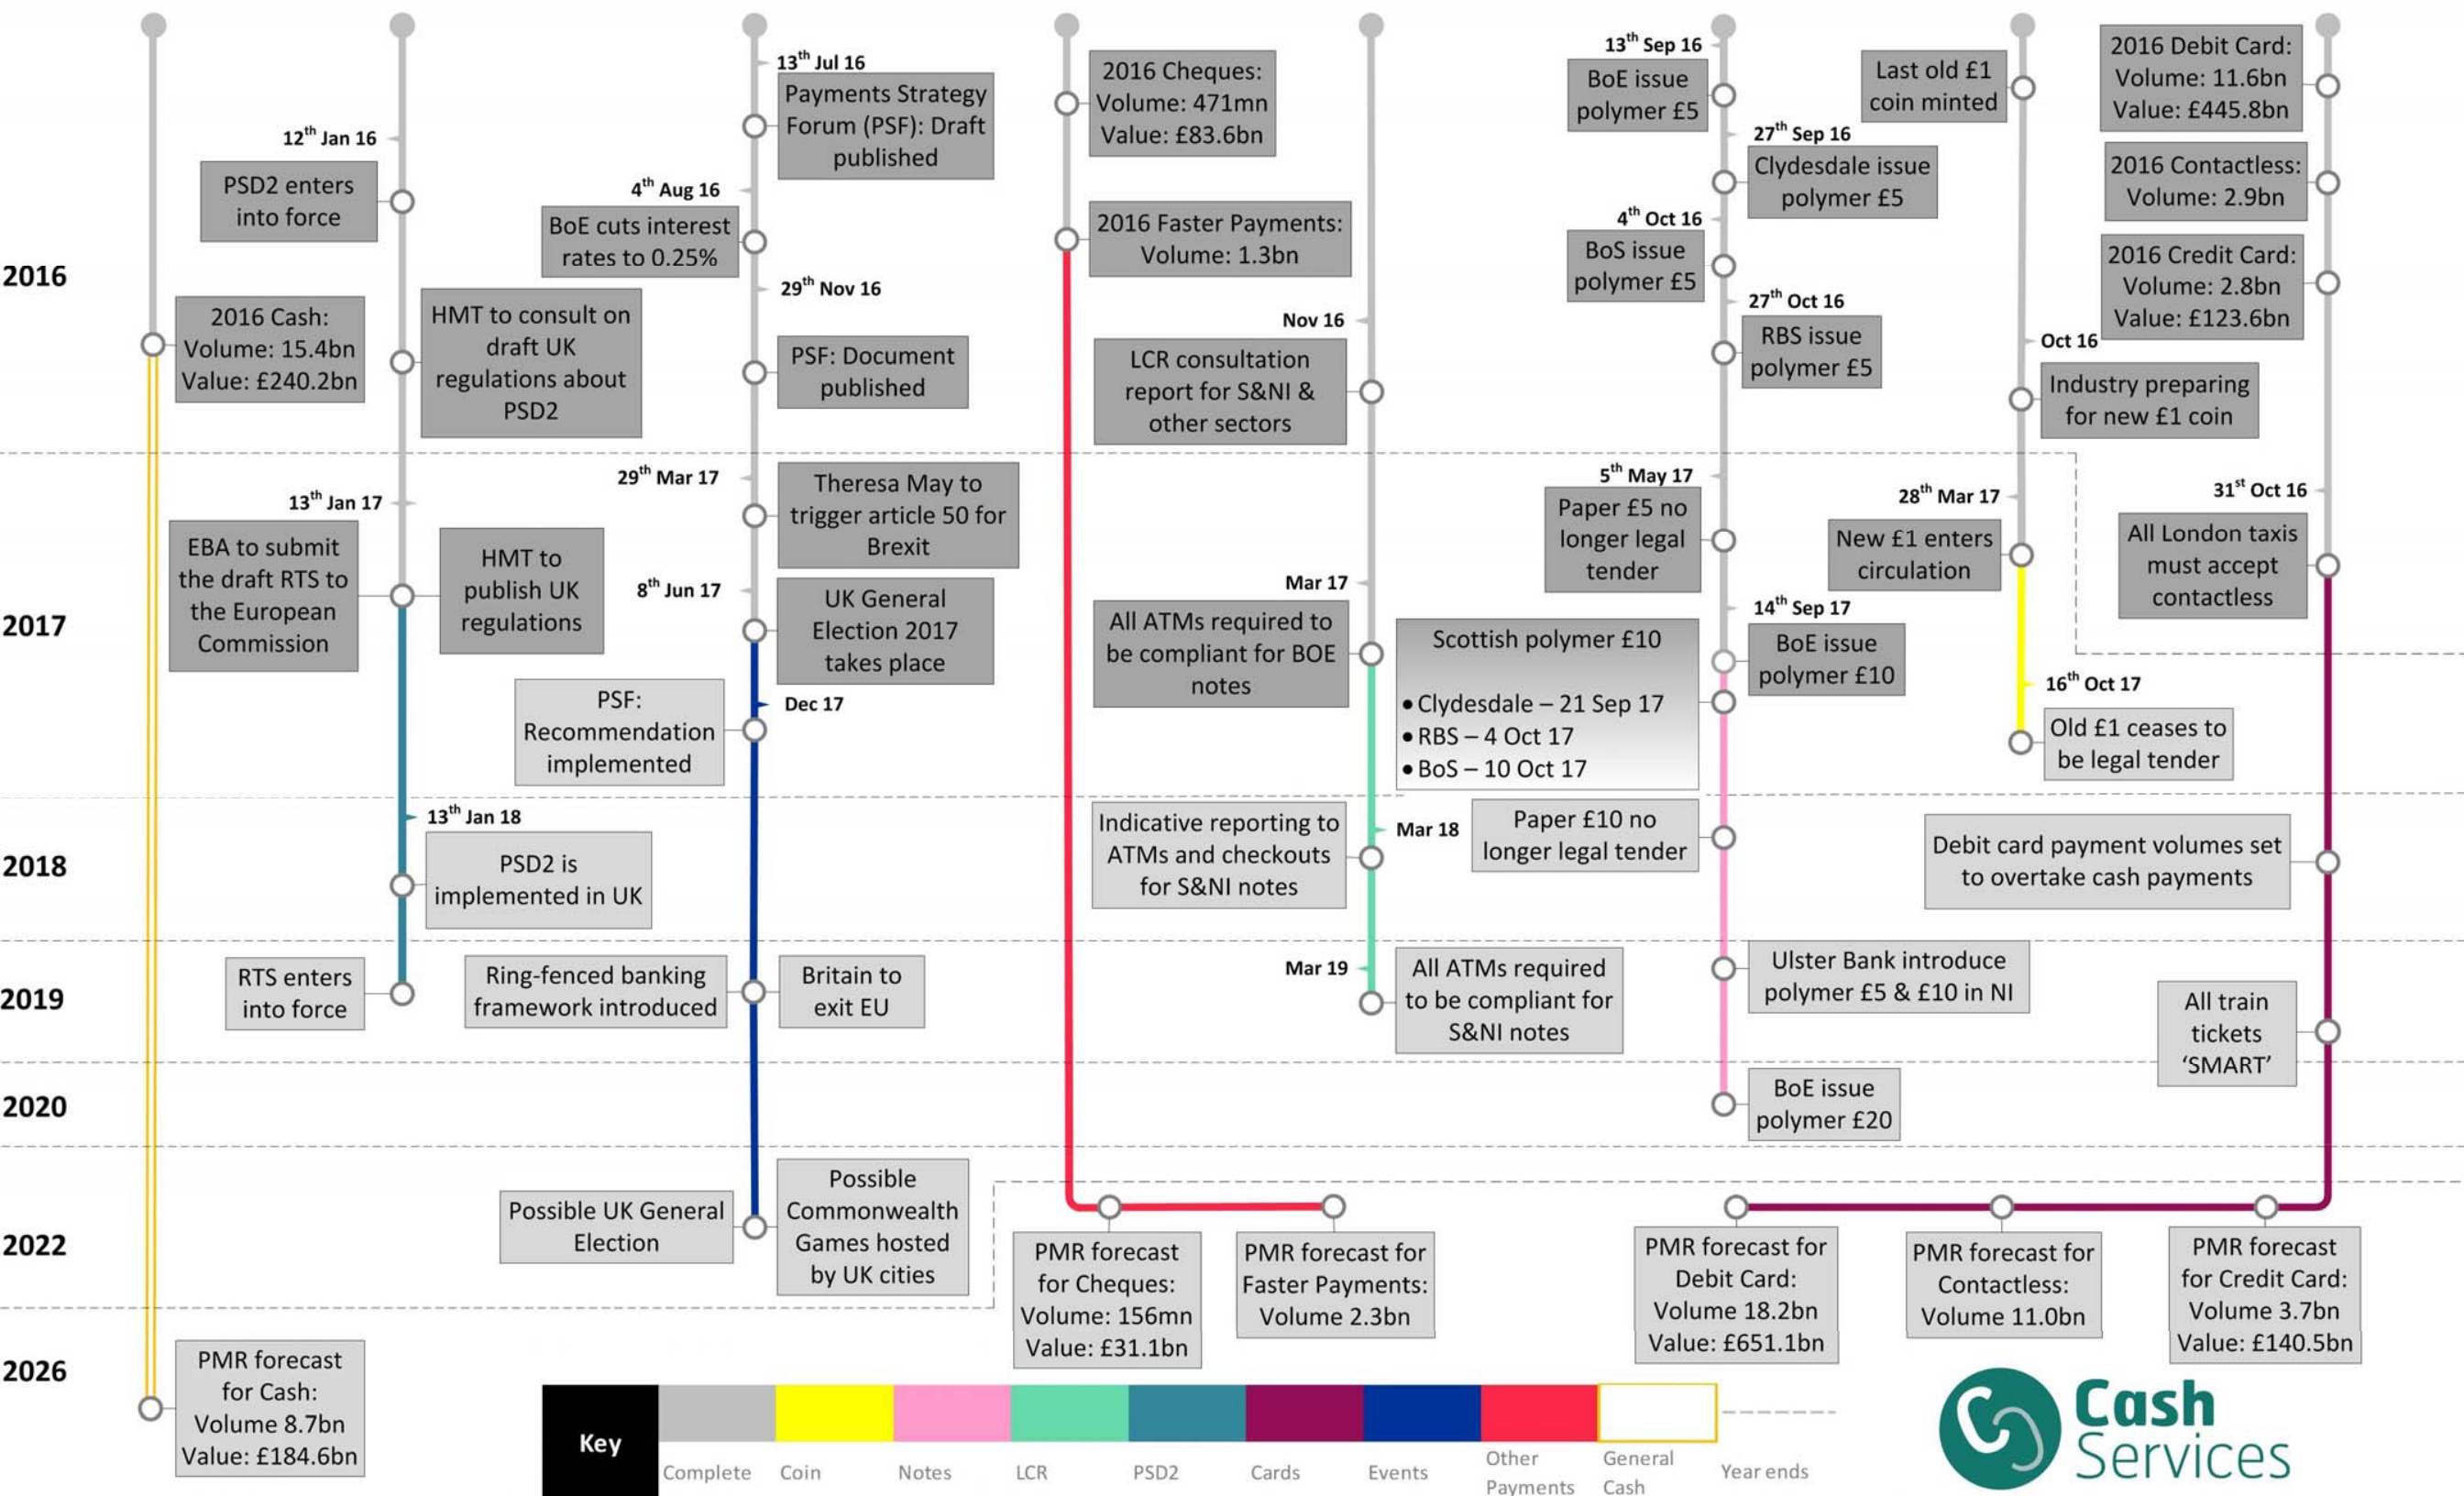 2016
2017
2018
2019
2020
2022
2026
2016 Cash:
Volume: 15.4bn
Value: £240.2bn
PMR forecast
for Cash:
Volume 8.7bn
Value: £184.6bn
12th Jan 16
PSD2 enters
into force
HMT to consult on
draft UK
regulations about
PSD2
13th Jan 17
EBA to submit
the draft RTS to
the European
Commission
HMT to
publish UK
regulations
13th Jan 18
PSD2 is
implemented in UK
RTS enters
into force
13th Jul 16
Payments Strategy
Forum (PSF): Draft
published
4th Aug 16
BoE cuts interest
rates to 0.25%
29th Nov 16
PSF: Document
published
29th Mar 17
Theresa May to
trigger article 50 for
Brexit
8th Jun 17
UK General
Election 2017
takes place
Dec 17
PSF:
Recommendation
implemented
Ring-fenced banking
framework introduced
Britain to
exit EU
Possible UK General
Election
Possible
Commonwealth
Games hosted
by UK cities
2016 Cheques:
Volume: 471mn
Value: £83.6bn
2016 Faster Payments:
Volume: 1.3bn
PMR forecast
for Cheques:
Volume: 156mn
Value: £31.1bn
PMR forecast for
Faster Payments:
Volume 2.3bn
Nov 16
LCR consultation
report for S&NI &
other sectors
Mar 17
All ATMs required to
be compliant for BOE
notes
Mar 18
Indicative reporting to
ATMs and checkouts
for S&NI notes
Mar 19
All ATMs required
to be compliant for
S&NI notes
13th Sep 16
BoE issue
polymer £5
27th Sep 16
Clydesdale issue
polymer £5
4th Oct 16
BoS issue
polymer £5
27th Oct 16
RBS issue
polymer £5
5th May 17
Paper £5 no
longer legal
tender
14th Sep 17
BoE issue
polymer £10
Scottish polymer £10
• Clydesdale – 21 Sep 17
• RBS – 4 Oct 17
• BoS – 10 Oct 17
Paper £10 no
longer legal tender
Ulster Bank introduce
polymer £5 & £10 in NI
BoE issue
polymer £20
Last old £1
coin minted
Oct 16
Industry preparing
for new £1 coin
28th Mar 17
New £1 enters
circulation
16th Oct 17
Old £1 ceases to
be legal tender
2016 Debit Card:
Volume: 11.6bn
Value: £445.8bn
2016 Contactless:
Volume: 2.9bn
2016 Credit Card:
Volume: 2.8bn
Value: £123.6bn
31st Oct 16
All London taxis
must accept
contactless
Debit card payment volumes set
to overtake cash payments
All train
tickets
‘SMART’
PMR forecast for
Debit Card:
Volume 18.2bn
Value: £651.1bn
PMR forecast for
Contactless:
Volume 11.0bn
PMR forecast
for Credit Card:
Volume 3.7bn
Value: £140.5bn
Key
Complete
Coin
Notes
LCR
PSD2
Cards
Events
Other
Payments
General
Cash
Year ends
Cash
Services